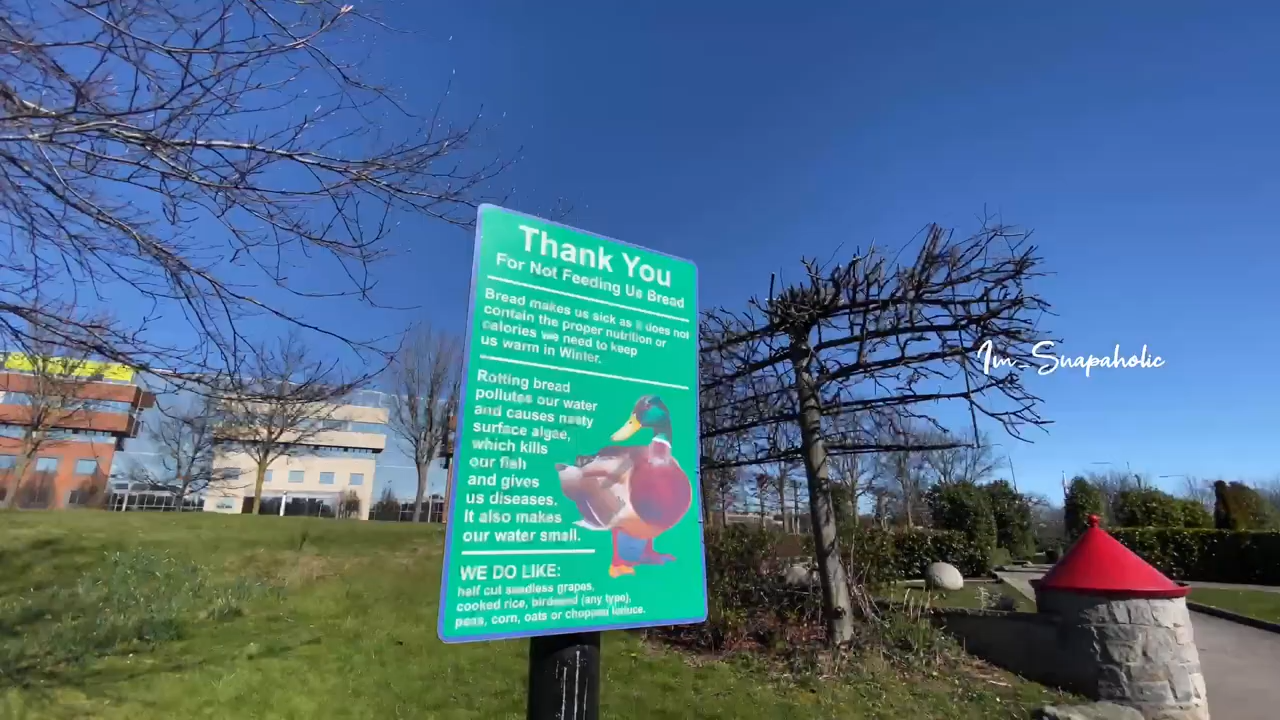 Thank You
For Not Feeding Us Bread
Bread makes us sick as it does not
contain the proper nutrition or
calories we need to keep
us warm in Winter.
Rotting bread
pollutes our water
and causes nasty
surface algae,
which kills
our fish
and gives
us diseases.
It also makes
our water smell.
WE DO LIKE:
half cut seedless grapes,
cooked rice, birdseed (any type),
peas, corn, oats or chopped lettuce.
Im_Snapaholic